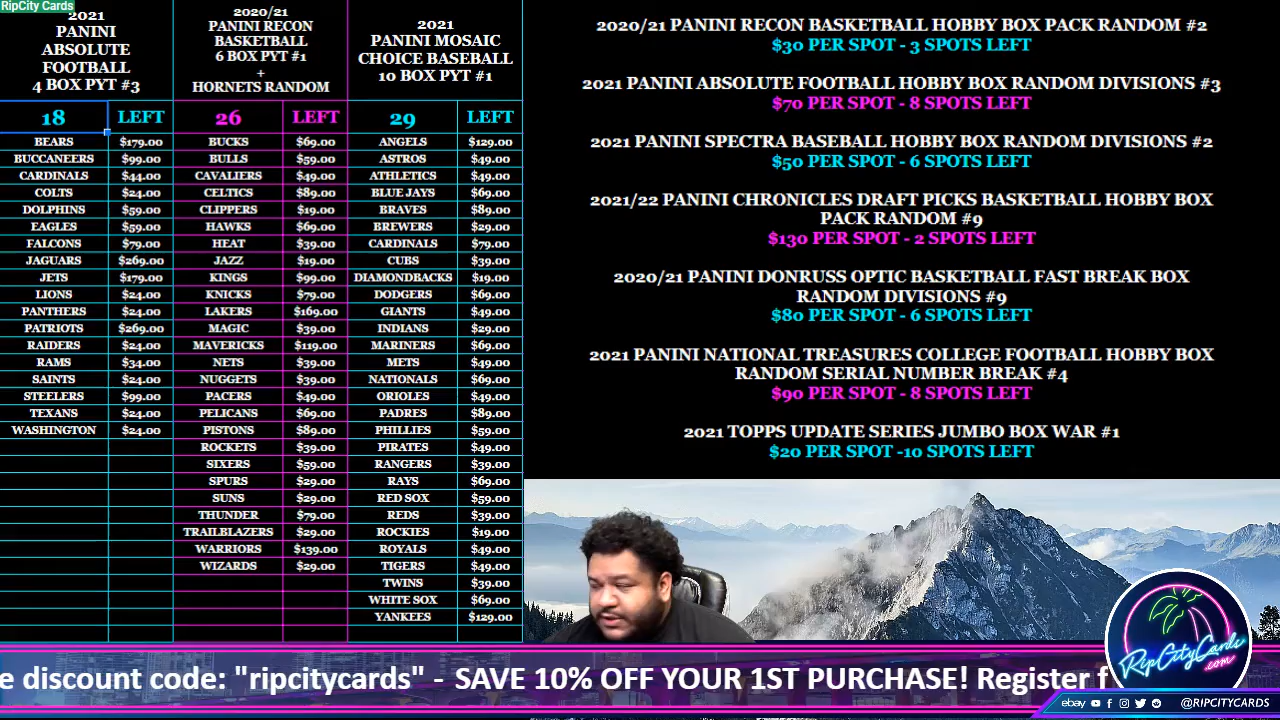 RipCity Cards
2021
PANINI
ABSOLUTE
FOOTBALL
4 BOX PYT #3
18 LEFT
BEARS $179.00
BUCCANEERS $99.00
CARDINALS $44.00
COLTS $24.00
DOLPHINS $59.00
EAGLES $59.00
FALCONS $79.00
JAGUARS $269.00
JETS $179.00
LIONS $24.00
PANTHERS $24.00
PATRIOTS $269.00
RAIDERS $24.00
RAMS $34.00
SAINTS $24.00
STEELERS $99.00
TEXANS $24.00
WASHINGTON $24.00
2020/21
PANINI RECON
BASKETBALL
6 BOX PYT #1
+
HORNETS RANDOM
26 LEFT
BUCKS $69.00
BULLS $59.00
CAVALIERS $49.00
CELTICS $89.00
CLIPPERS $19.00
HAWKS $69.00
HEAT $39.00
JAZZ $19.00
KINGS $99.00
KNICKS $79.00
LAKERS $169.00
MAGIC $39.00
MAVERICKS $119.00
NETS $39.00
NUGGETS $39.00
PACERS $49.00
PELICANS $69.00
PISTONS $89.00
ROCKETS $39.00
SIXERS $59.00
SPURS $29.00
SUNS $29.00
THUNDER $79.00
TRAILBLAZERS $29.00
WARRIORS $139.00
WIZARDS $29.00
2021
PANINI MOSAIC
CHOICE BASEBALL
10 BOX PYT #1
29 LEFT
ANGELS $129.00
ASTROS $49.00
ATHLETICS $49.00
BLUE JAYS $69.00
BRAVES $89.00
BREWERS $29.00
CARDINALS $79.00
CUBS $39.00
DIAMONDBACKS $19.00
DODGERS $69.00
GIANTS $49.00
INDIANS $29.00
MARINERS $69.00
METS $49.00
NATIONALS $69.00
ORIOLES $49.00
PADRES $89.00
PHILLIES $59.00
PIRATES $49.00
RANGERS $39.00
RAYS $69.00
RED SOX $59.00
REDS $39.00
ROCKIES $19.00
ROYALS $49.00
TIGERS $49.00
TWINS $39.00
WHITE SOX $69.00
YANKEES $129.00
2020/21 PANINI RECON BASKETBALL HOBBY BOX PACK RANDOM #2
$30 PER SPOT - 3 SPOTS LEFT
2021 PANINI ABSOLUTE FOOTBALL HOBBY BOX RANDOM DIVISIONS #3
$70 PER SPOT - 8 SPOTS LEFT
2021 PANINI SPECTRA BASEBALL HOBBY BOX RANDOM DIVISIONS #2
$50 PER SPOT - 6 SPOTS LEFT
2021/22 PANINI CHRONICLES DRAFT PICKS BASKETBALL HOBBY BOX
PACK RANDOM #9
$130 PER SPOT - 2 SPOTS LEFT
2020/21 PANINI DONRUSS OPTIC BASKETBALL FAST BREAK BOX
RANDOM DIVISIONS #9
$80 PER SPOT - 6 SPOTS LEFT
2021 PANINI NATIONAL TREASURES COLLEGE FOOTBALL HOBBY BOX
RANDOM SERIAL NUMBER BREAK #4
$90 PER SPOT - 8 SPOTS LEFT
2021 TOPPS UPDATE SERIES JUMBO BOX WAR #1
$20 PER SPOT -10 SPOTS LEFT
e discount code: "ripcitycards" - SAVE 10% OFF YOUR 1ST PURCHASE! Register f
RipCityCards
.com
ebay @RIPCITYCARDS